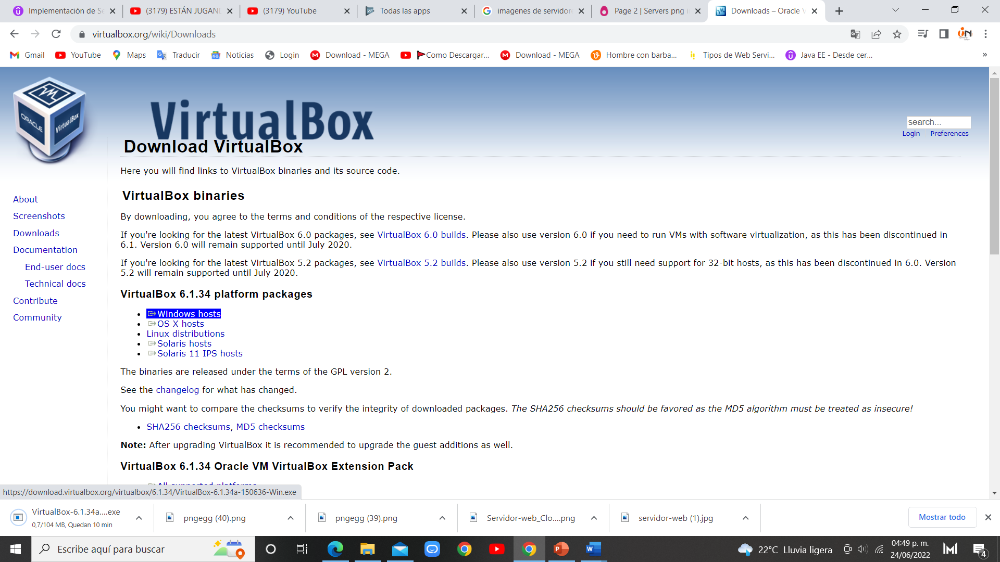 Implementación de Se
(3179) ESTÁN JUGAND
(3179) YouTube
Todas las apps
imagenes de servidore
Page 2 | Servers png i
Downloads – Oracle V
virtualbox.org/wiki/Downloads
Gmail
YouTube
Maps
Traducir
Noticias
Login
Download - MEGA
Como Descargar...
Download - MEGA
Hombre con barba...
Tipos de Web Servi...
Java EE - Desde cer...
»
ORACLE
VirtualBox
VirtualBox
search...
Login Preferences
Download VirtualBox
Here you will find links to VirtualBox binaries and its source code.
About
Screenshots
Downloads
Documentation
End-user docs
Technical docs
Contribute
Community
VirtualBox binaries
By downloading, you agree to the terms and conditions of the respective license.
If you're looking for the latest VirtualBox 6.0 packages, see VirtualBox 6.0 builds. Please also use version 6.0 if you need to run VMs with software virtualization, as this has been discontinued in
6.1. Version 6.0 will remain supported until July 2020.
If you're looking for the latest VirtualBox 5.2 packages, see VirtualBox 5.2 builds. Please also use version 5.2 if you still need support for 32-bit hosts, as this has been discontinued in 6.0. Version
5.2 will remain supported until July 2020.
VirtualBox 6.1.34 platform packages
• Windows hosts
• OS X hosts
• Linux distributions
• Solaris hosts
• Solaris 11 IPS hosts
The binaries are released under the terms of the GPL version 2.
See the changelog for what has changed.
You might want to compare the checksums to verify the integrity of downloaded packages. The SHA256 checksums should be favored as the MD5 algorithm must be treated as insecure!
• SHA256 checksums, MD5 checksums
Note: After upgrading VirtualBox it is recommended to upgrade the guest additions as well.
VirtualBox 6.1.34 Oracle VM VirtualBox Extension Pack
All supported platforms
https://download.virtualbox.org/virtualbox/6.1.34/VirtualBox-6.1.34a-150636-Win.exe
VirtualBox-6.1.34a....exe
0,7/104 MB, Quedan 10 min
pngegg (40).png
pngegg (39).png
Servidor-web_Clo....png
servidor-web (1).jpg
Mostrar todo
Escribe aquí para buscar
22°C Lluvia ligera
04:49 p. m.
24/06/2022
4